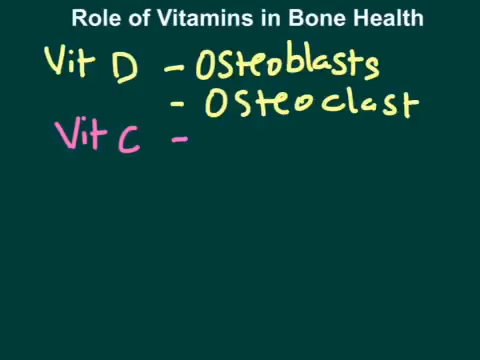 Role of Vitamins in Bone Health
Vit D - Osteoblasts
- Osteoclast
Vit C -